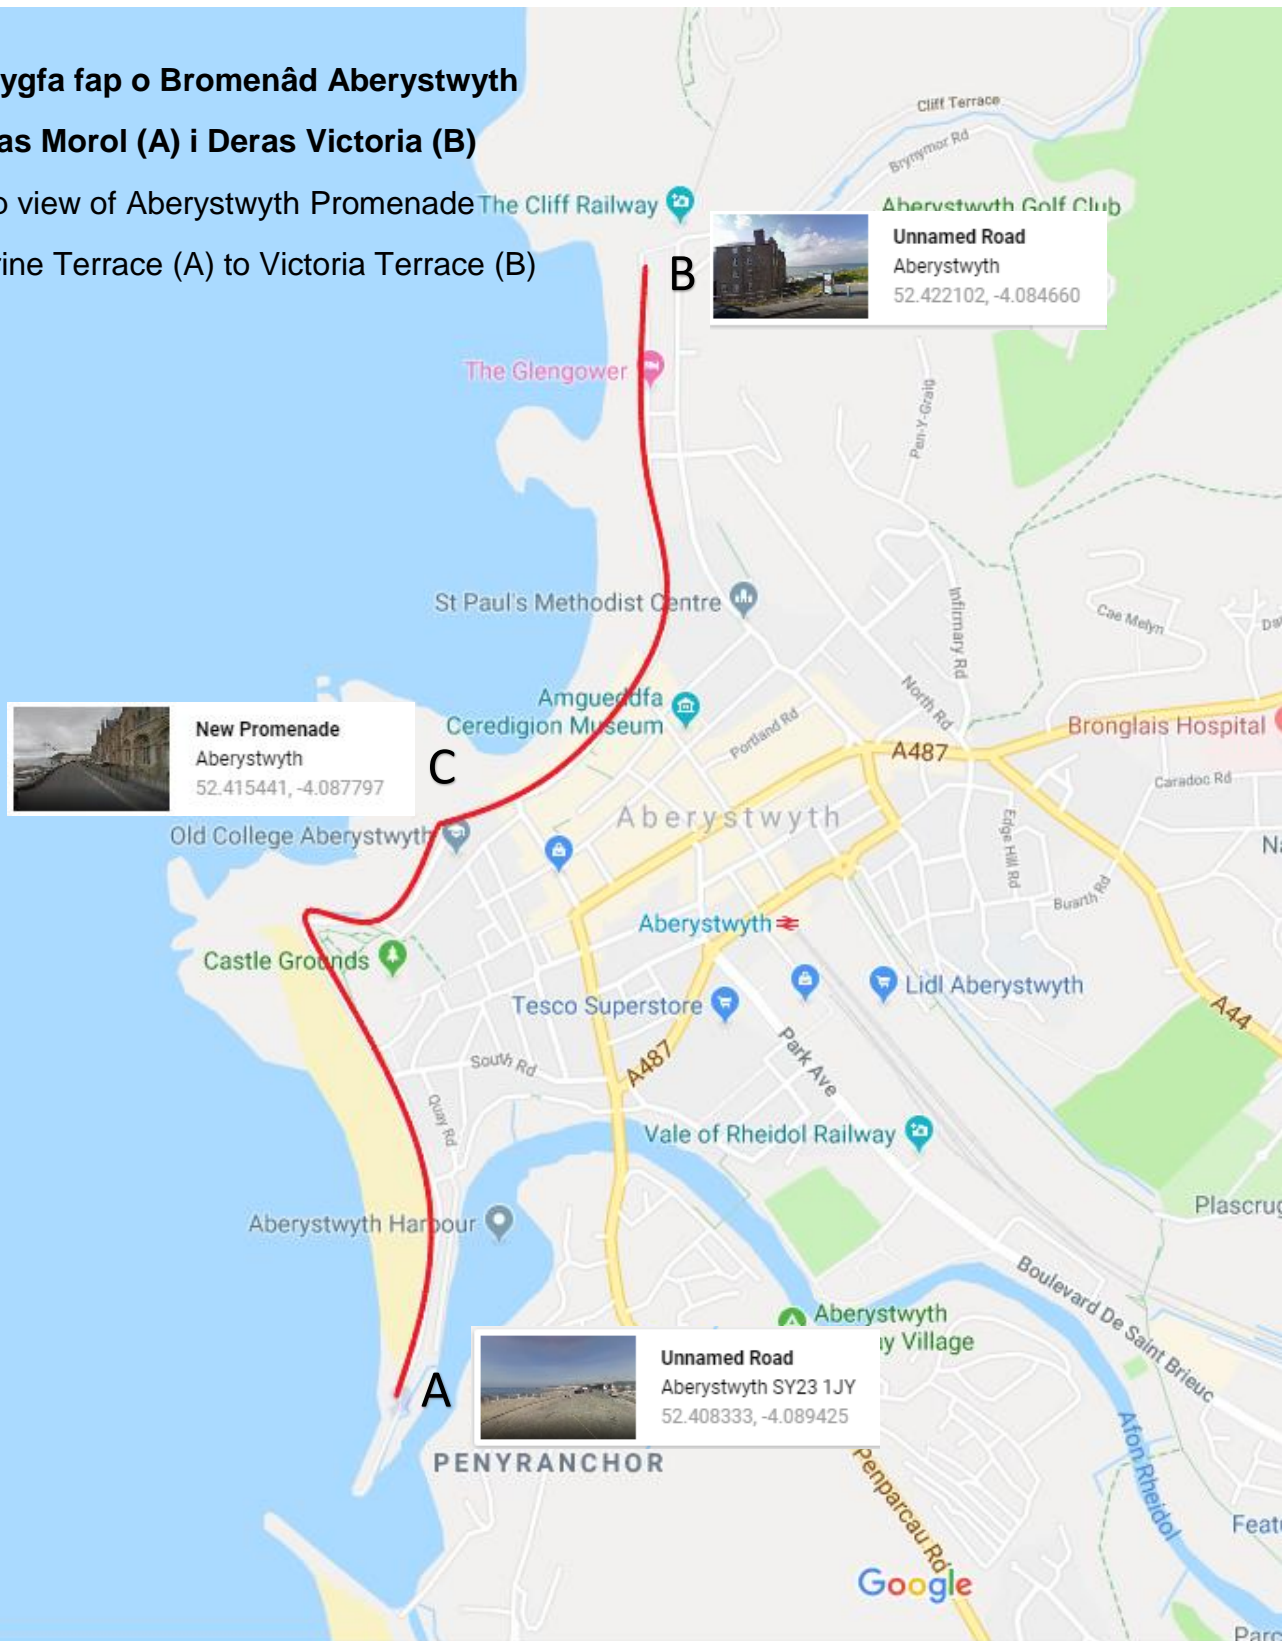 ygfa fap o Bromenâd Aberystwyth
as Morol (A) i Deras Victoria (B)
o view of Aberystwyth Promenade
ine Terrace (A) to Victoria Terrace (B)
Cliff Terrace
Brynymor Rd
The Cliff Railway
Aberystwyth Golf Club
B
Unnamed Road
Aberystwyth
52.422102, -4.084660
The Glengower
Pen-Y-Graig
St Paul's Methodist Centre
Infirmary Rd
Cae Melyn
Da
Amgueddfa
Ceredigion Museum
Portland Rd
North Rd
A487
Bronglais Hospital
Caradoc Rd
New Promenade
Aberystwyth
52.415441, -4.087797
C
Old College Aberystwyth
Aberystwyth
Edge Hill Rd
Buarth Rd
Na
Castle Grounds
Aberystwyth
Tesco Superstore
Lidl Aberystwyth
A44
South Rd
A487
Park Ave
Quay Rd
Vale of Rheidol Railway
Plascrug
Aberystwyth Harbour
Boulevard De Saint Brieuc
Aberystwyth
y Village
A
Unnamed Road
Aberystwyth SY23 1JY
52.408333, -4.089425
PENYRANCHOR
Penparcau Rd
Afon Rheidol
Featu
Google
Parc